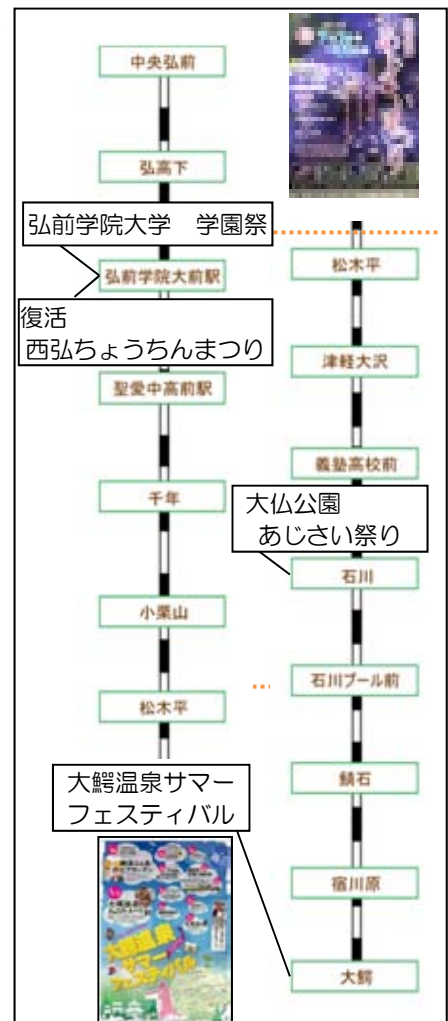 中央弘前
弘高下
弘前学院大学　学園祭
弘前学院大前駅
復活
西弘ちょうちんまつり
聖愛中高前駅
千年
小栗山
松木平
松木平
津軽大沢
義塾高校前
大仏公園
あじさい祭り
石川
石川プール前
鯖石
宿川原
大鰐
大鰐温泉サマー
フェスティバル
大鰐温泉
サマー
フェスティバル